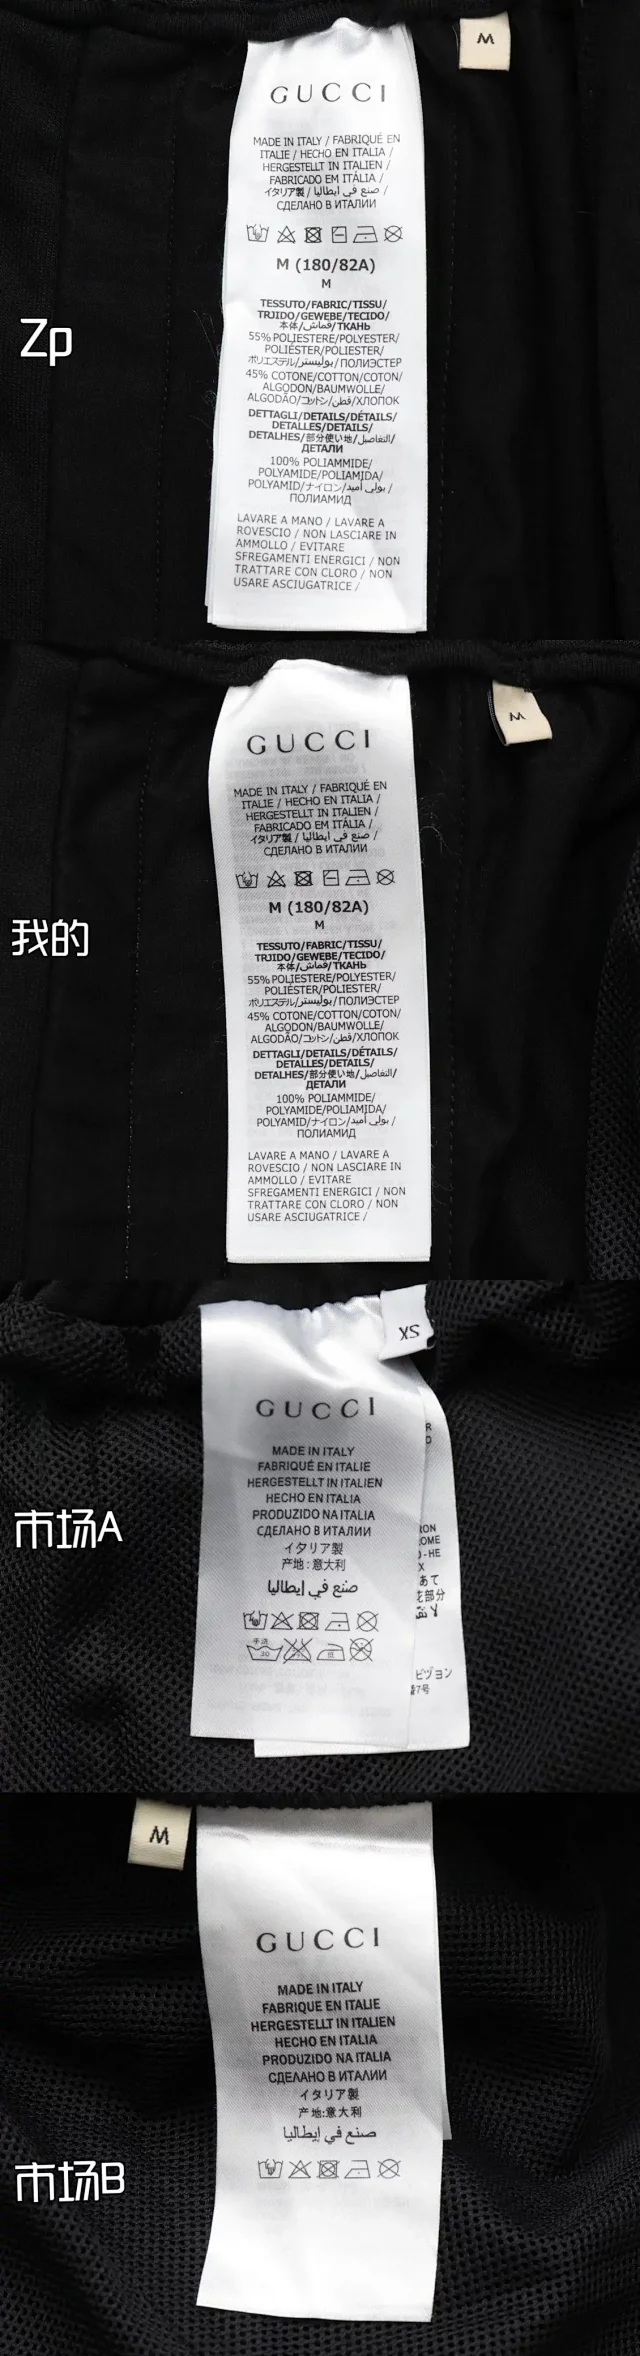 GUCCI
M
MADE IN ITALY / FABRIQUÉ EN
ITALIE / HECHO EN ITALIA /
HERGESTELLT IN ITALIEN /
FABRICADO EM ITÁLIA /
イタリア製 / صنع في ايطاليا /
СДЕЛАНО В ИТАЛИИ
M (180/82A)
M
TESSUTO/FABRIC/TISSU/
TRJIDO/GEWEBE/TECIDO/
本体/قماش/ТКАНЬ
Zp
55% POLIESTERE/POLYESTER/
POLIÉSTER/POLIESTER/
ポリエステル/بوليستر/ПОЛИЭСТЕР
45% COTONE/COTTON/COTON/
ALGODON/BAUMWOLLE/
ALGODÃO/コットン/قطن/ХЛОПОК
DETTAGLI/DETAILS/DÉTAILS/
DETALLES/DETAILS/
DETALHES/部分使い地/التفاصيل/
ДЕТАЛИ
100% POLIAMMIDE/
POLYAMIDE/POLIAMIDA/
POLYAMID/ナイロン/بولي أميد/
ПОЛИАМИД
LAVARE A MANO / LAVARE A
ROVESCIO / NON LASCIARE IN
AMMOLLO / EVITARE
SFREGAMENTI ENERGICI / NON
TRATTARE CON CLORO / NON
USARE ASCIUGATRICE /
GUCCI
M
MADE IN ITALY / FABRIQUÉ EN
ITALIE / HECHO EN ITALIA /
HERGESTELLT IN ITALIEN /
FABRICADO EM ITÁLIA /
イタリア製 / صنع في ايطاليا /
СДЕЛАНО В ИТАЛИИ
M (180/82A)
M
我的
TESSUTO/FABRIC/TISSU/
TRJIDO/GEWEBE/TECIDO/
本体/قماش/ТКАНЬ
55% POLIESTERE/POLYESTER/
POLIÉSTER/POLIESTER/
ポリエステル/بوليستر/ПОЛИЭСТЕР
45% COTONE/COTTON/COTON/
ALGODON/BAUMWOLLE/
ALGODÃO/コットン/قطن/ХЛОПОК
DETTAGLI/DETAILS/DÉTAILS/
DETALLES/DETAILS/
DETALHES/部分使い地/التفاصيل/
ДЕТАЛИ
100% POLIAMMIDE/
POLYAMIDE/POLIAMIDA/
POLYAMID/ナイロン/بولي أميد/
ПОЛИАМИД
LAVARE A MANO / LAVARE A
ROVESCIO / NON LASCIARE IN
AMMOLLO / EVITARE
SFREGAMENTI ENERGICI / NON
TRATTARE CON CLORO / NON
USARE ASCIUGATRICE /
XS
GUCCI
MADE IN ITALY
FABRIQUÉ EN ITALIE
HERGESTELLT IN ITALIEN
HECHO EN ITALIA
PRODUZIDO NA ITALIA
市场A
СДЕЛАНО В ИТАЛИИ
イタリア製
产地：意大利
صنع في إيطاليا
手洗
30
M
GUCCI
MADE IN ITALY
FABRIQUE EN ITALIE
HERGESTELLT IN ITALIEN
HECHO EN ITALIA
PRODUZIDO NA ITALIA
СДЕЛАНО В ИТАЛИИ
イタリア製
产地:意大利
صنع في إيطاليا
市场B